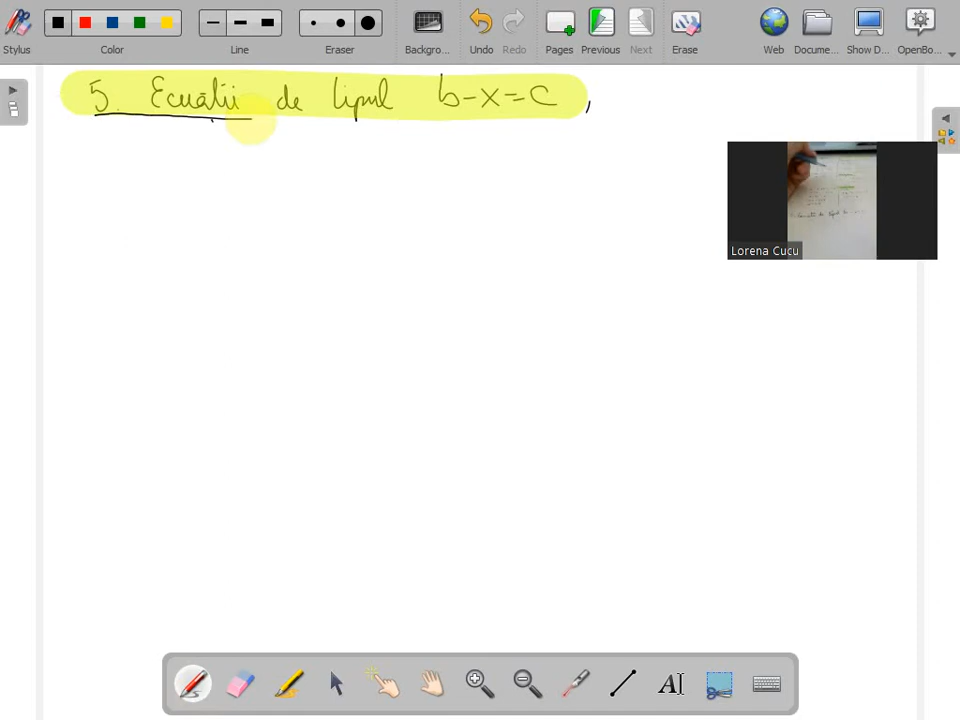 Stylus
Color
Line
Eraser
Backgro...
Undo
Redo
Pages
Previous
Next
Erase
Web
Docume...
Show D...
OpenBo...
5. Ecuații de tipul b-x=c,
Lorena Cucu